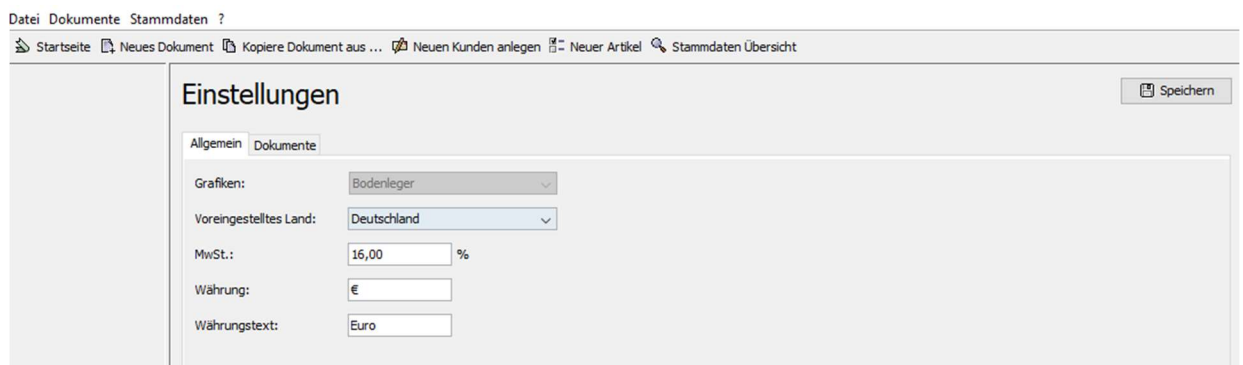 Datei Dokumente Stammdaten ?
Startseite Neues Dokument Kopiere Dokument aus ... Neuen Kunden anlegen Neuer Artikel Stammdaten Übersicht
Einstellungen
Speichern
Allgemein Dokumente
Grafiken: Bodenleger
Voreingestelltes Land: Deutschland
MwSt.: 16,00 %
Währung: €
Währungstext: Euro